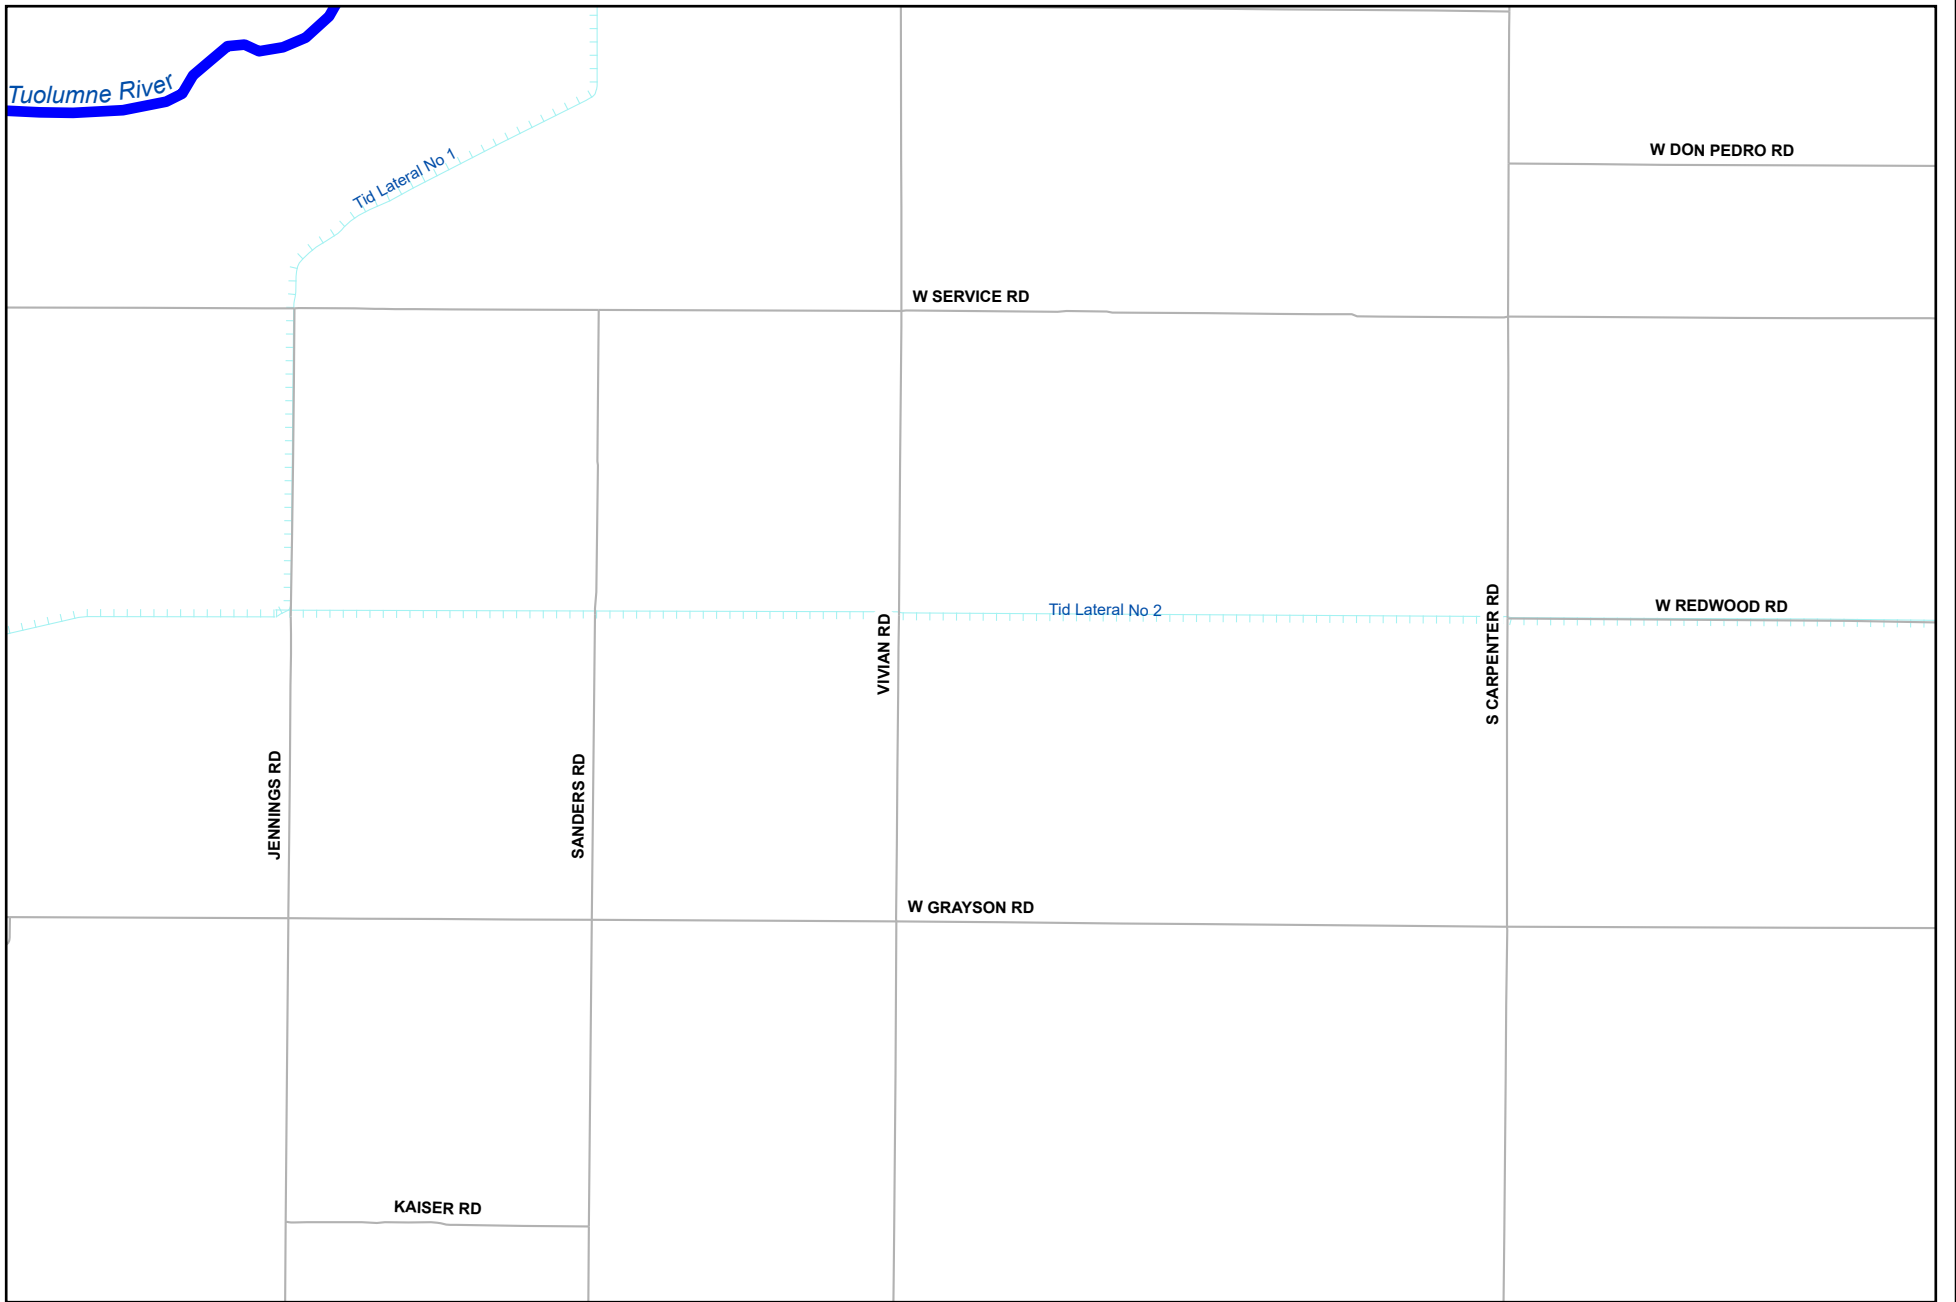 Tuolumne River
W DON PEDRO RD
Tid Lateral No 1
W SERVICE RD
W REDWOOD RD
Tid Lateral No 2
S CARPENTER RD
VIVIAN RD
JENNINGS RD
SANDERS RD
W GRAYSON RD
KAISER RD